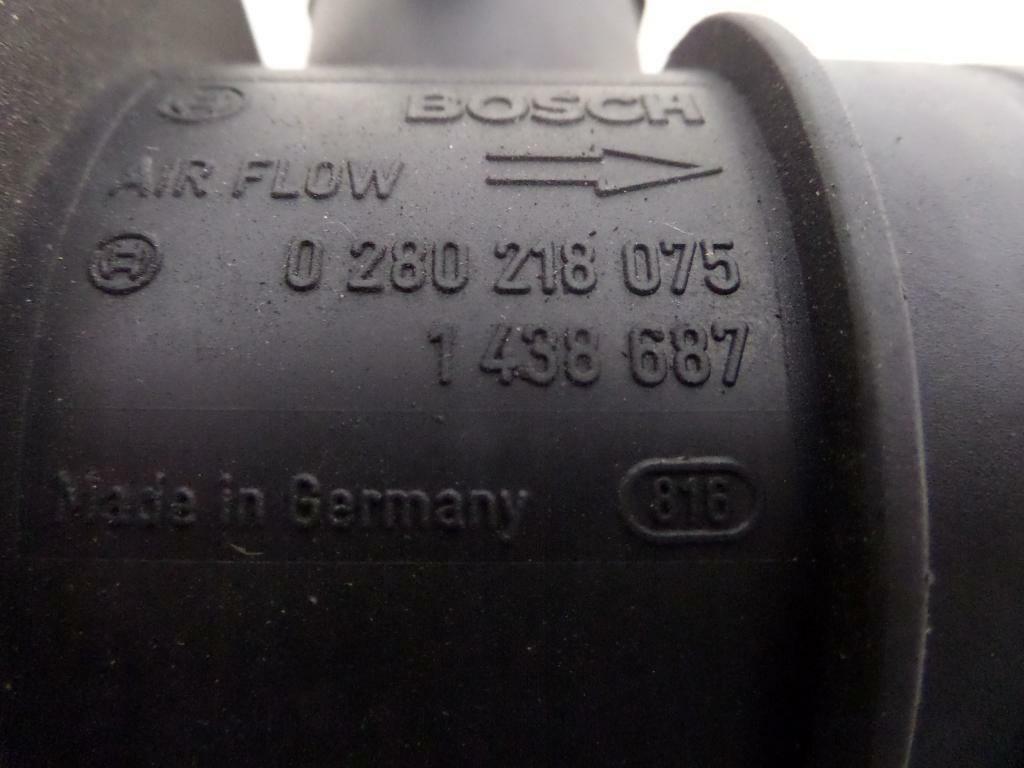 BOSCH
AIR FLOW
0 280 218 075
1 438 687
Made in Germany 816